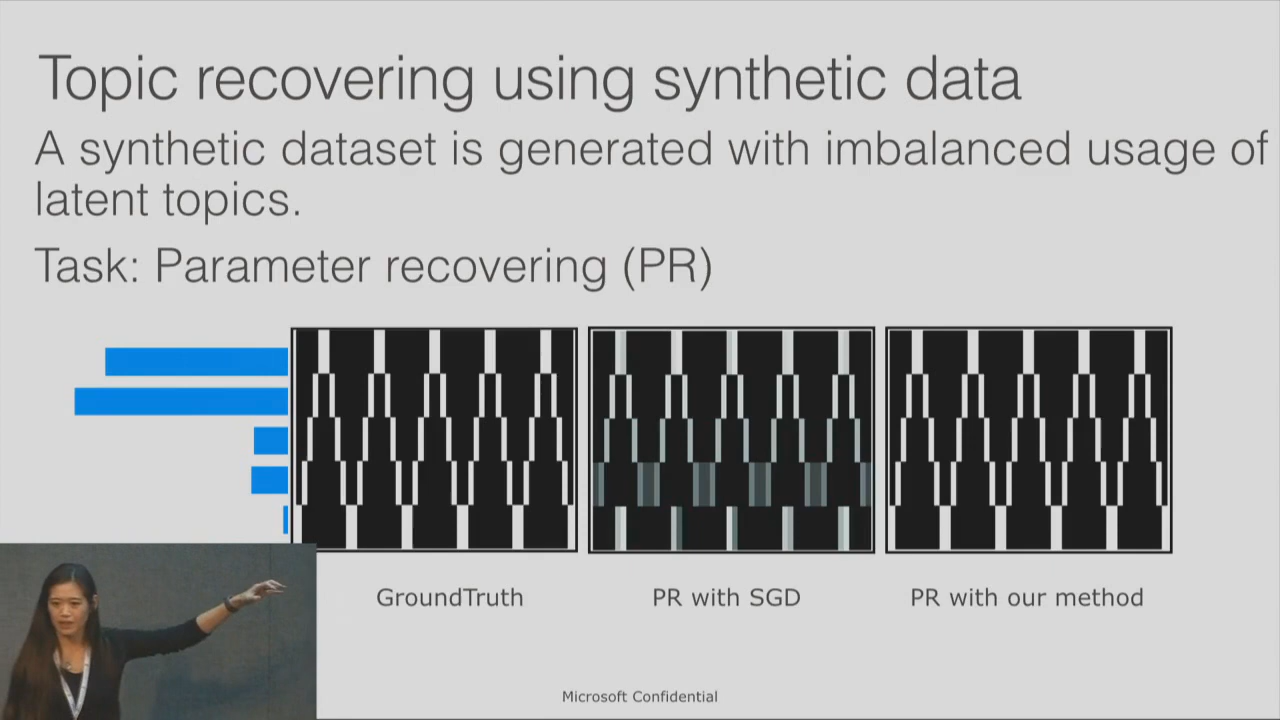 Topic recovering using synthetic data
A synthetic dataset is generated with imbalanced usage of
latent topics.
Task: Parameter recovering (PR)
GroundTruth
PR with SGD
PR with our method
Microsoft Confidential